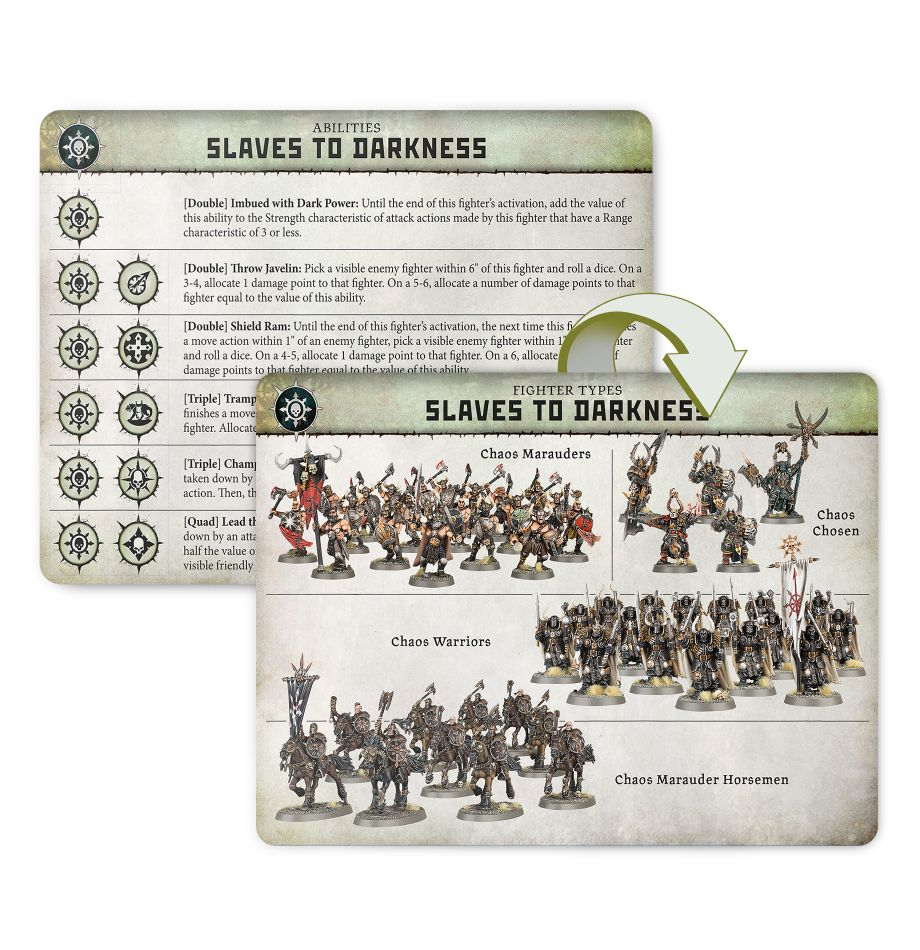 ABILITIES
SLAVES TO DARKNESS
[Double] Imbued with Dark Power: Until the end of this fighter's activation, add the value of
this ability to the Strength characteristic of attack actions made by this fighter that have a Range
characteristic of 3 or less.
[Double] Throw Javelin: Pick a visible enemy fighter within 6" of this fighter and roll a dice. On a
3-4, allocate 1 damage point to that fighter. On a 5-6, allocate a number of damage points to that
fighter equal to the value of this ability.
[Double] Shield Ram: Until the end of this fighter's activation, the next time this
a move action within 1" of an enemy fighter, pick a visible enemy fighter within
and roll a dice. On a 4-5, allocate 1 damage point to that fighter. On a 6, allocate
damage points to that fighter equal to the value of this ability.
[Triple]
finishes a move
fighter.
[Triple]
taken down by
action. Then,
[Quad] Lead
down by an
half the value
visible friendly
FIGHTER TYPES
SLAVES TO DARKNESS
Chaos Marauders
Chaos
Chosen
Chaos Warriors
Chaos Marauder Horsemen